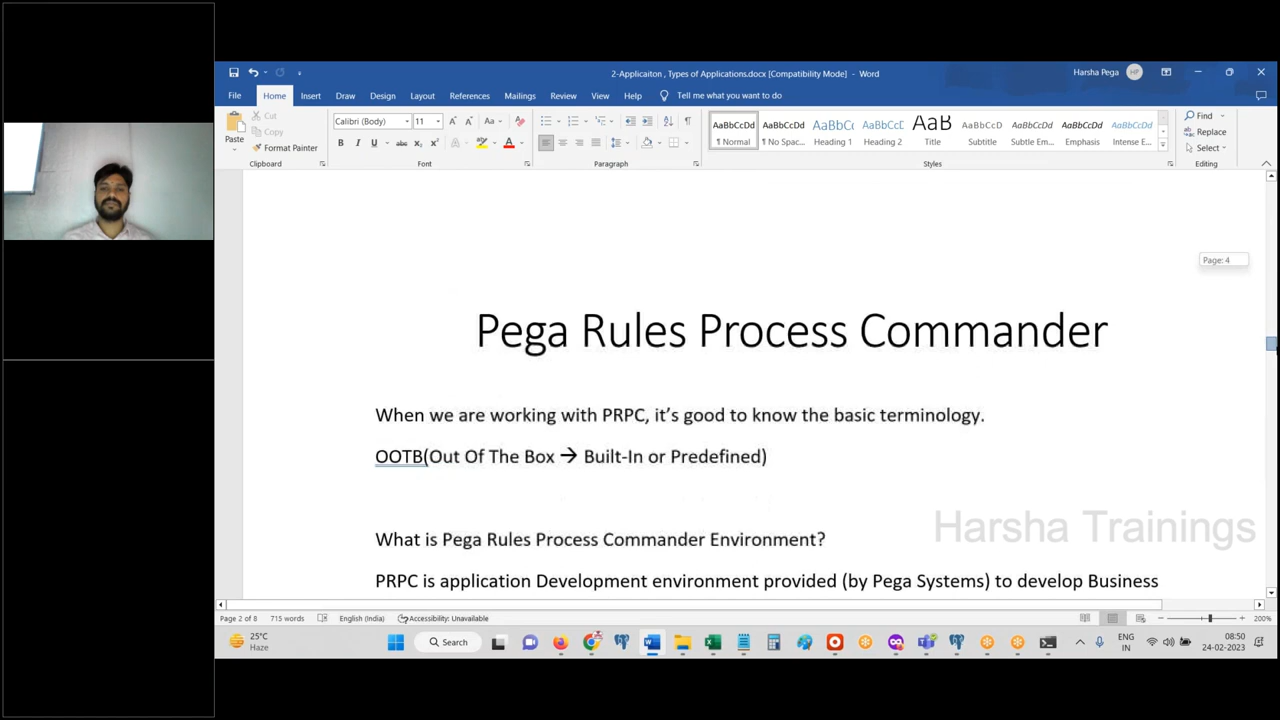 2-Applicaiton , Types of Applications.docx [Compatibility Mode] - Word
Harsha Pega
HP
File Home Insert Draw Design Layout References Mailings Review View Help Tell me what you want to do
Paste
Cut
Copy
Format Painter
Clipboard
Calibri (Body) 11
Font
Paragraph
AaBbCcDd AaBbCcDd AaBbCc AaBbCcC AaB AaBbCcD AaBbCcDd AaBbCcDd AaBbCcDd
¶ Normal ¶ No Spac... Heading 1 Heading 2 Title Subtitle Subtle Em... Emphasis Intense E...
Styles
Find
Replace
Select
Editing
Page: 4
Pega Rules Process Commander
When we are working with PRPC, it’s good to know the basic terminology.
OOTB(Out Of The Box → Built-In or Predefined)
Harsha Trainings
What is Pega Rules Process Commander Environment?
PRPC is application Development environment provided (by Pega Systems) to develop Business
Page 2 of 8 715 words English (India) Accessibility: Unavailable 200%
25°C
Haze
Search
ENG
IN
08:50
24-02-2023